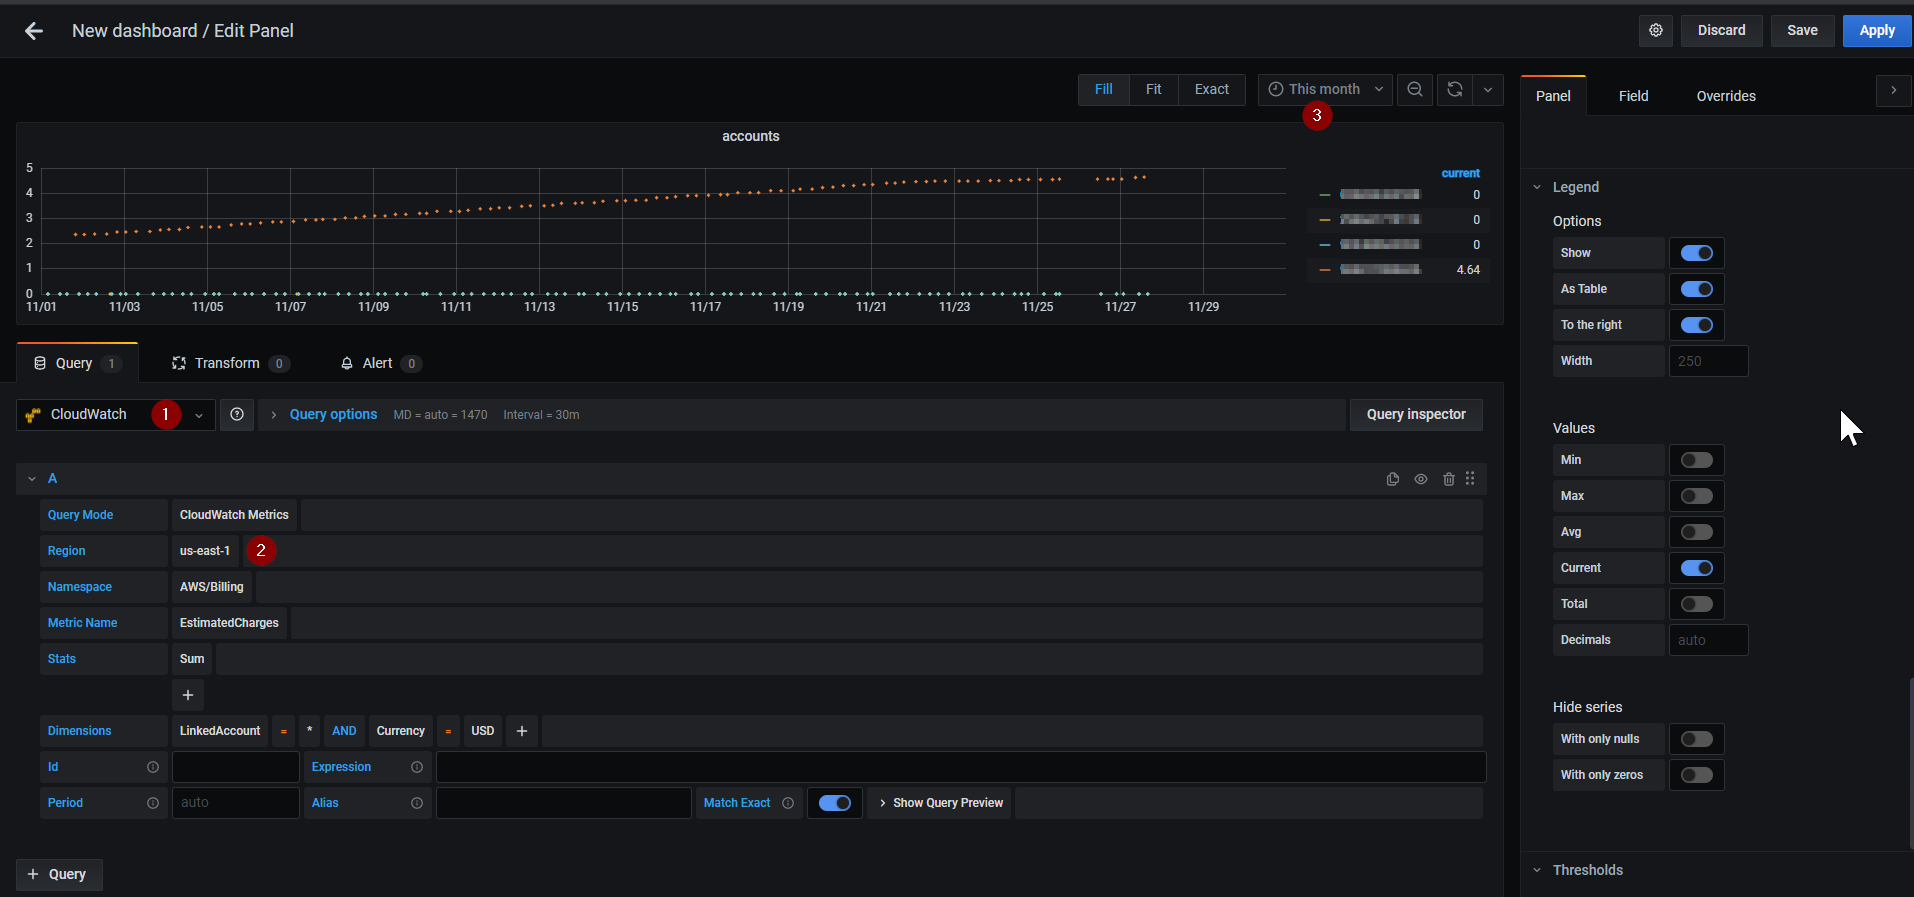 New dashboard / Edit Panel
Discard
Save
Apply
Fill
Fit
Exact
This month
3
Panel
Field
Overrides
accounts
5
4
3
2
1
0
11/01 11/03 11/05 11/07 11/09 11/11 11/13 11/15 11/17 11/19 11/21 11/23 11/25 11/27 11/29
current
0
0
0
4.64
Query 1
Transform 0
Alert 0
CloudWatch 1
Query options MD = auto = 1470 Interval = 30m
Query inspector
A
Query Mode CloudWatch Metrics
Region us-east-1 2
Namespace AWS/Billing
Metric Name EstimatedCharges
Stats Sum
+
Dimensions LinkedAccount = * AND Currency = USD +
Id Expression
Period auto Alias Match Exact Show Query Preview
+ Query
Legend
Options
Show
As Table
To the right
Width 250
Values
Min
Max
Avg
Current
Total
Decimals auto
Hide series
With only nulls
With only zeros
Thresholds